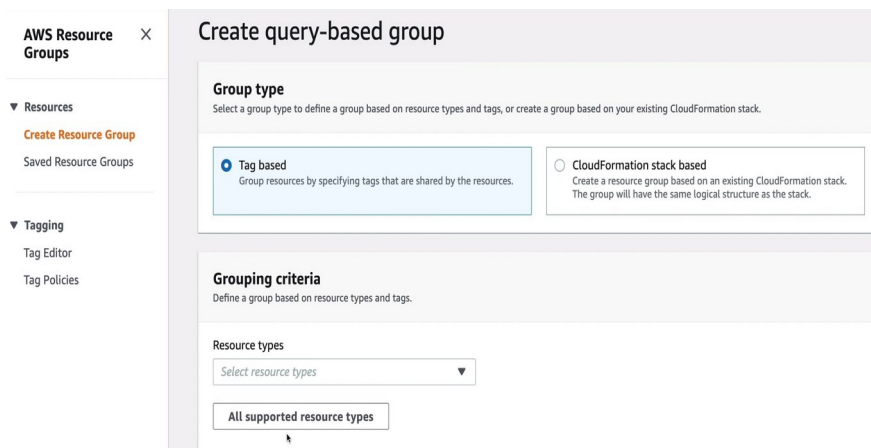 AWS Resource
Groups
Resources
Create Resource Group
Saved Resource Groups
Tagging
Tag Editor
Tag Policies
Create query-based group
Group type
Select a group type to define a group based on resource types and tags, or create a group based on your existing CloudFormation stack.
Tag based
Group resources by specifying tags that are shared by the resources.
CloudFormation stack based
Create a resource group based on an existing CloudFormation stack.
The group will have the same logical structure as the stack.
Grouping criteria
Define a group based on resource types and tags.
Resource types
Select resource types
All supported resource types